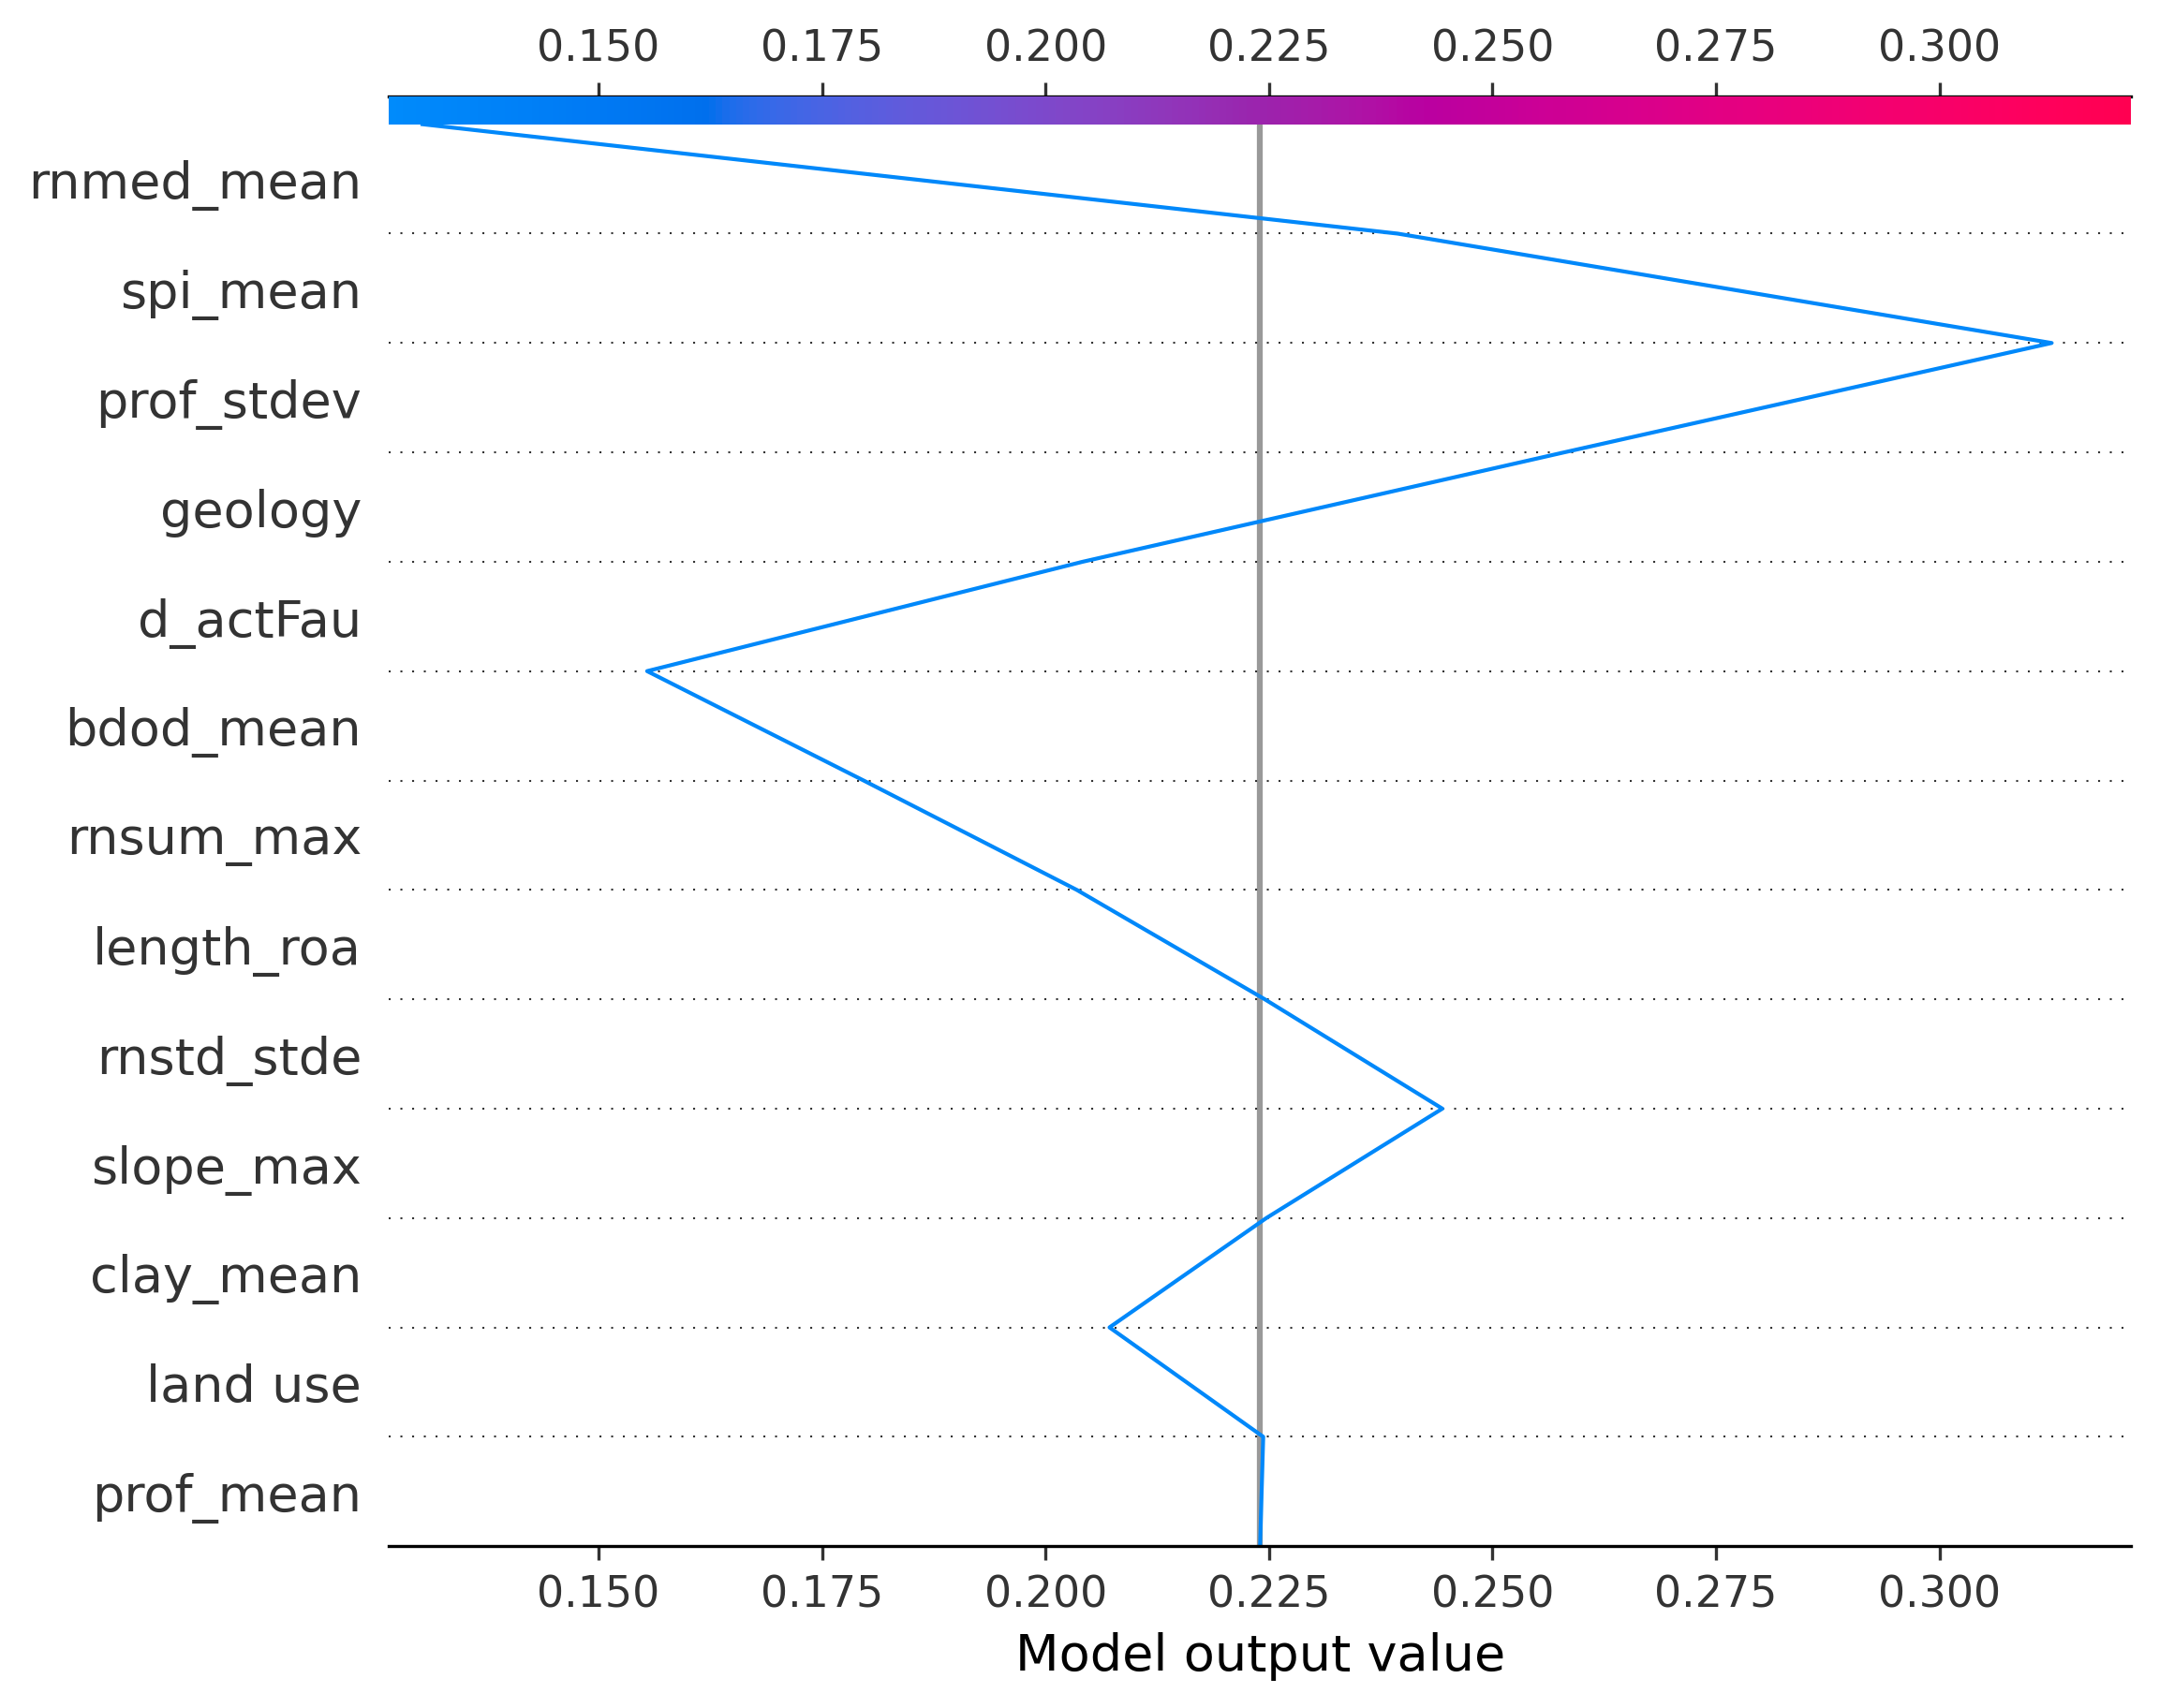 0.150 0.175 0.200 0.225 0.250 0.275 0.300
rnmed_mean
spi_mean
prof_stdev
geology
d_actFau
bdod_mean
rnsum_max
length_roa
rnstd_stde
slope_max
clay_mean
land use
prof_mean
0.150 0.175 0.200 0.225 0.250 0.275 0.300
Model output value